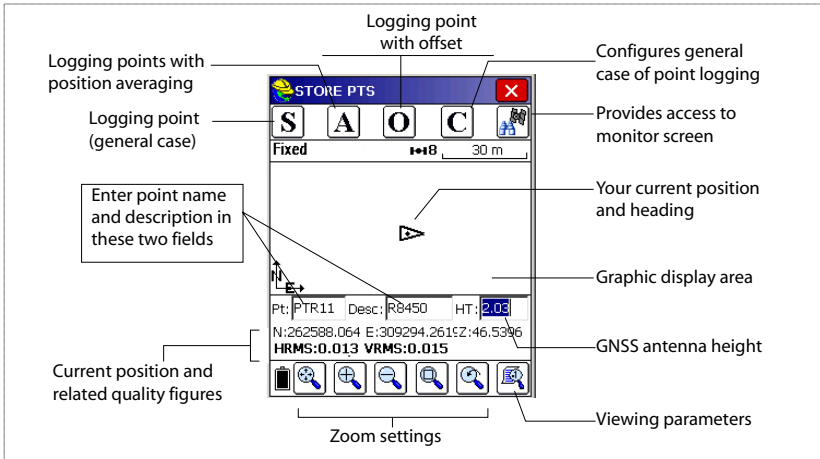 Logging point
with offset
Logging points with
position averaging
Configures general
case of point logging
Logging point
(general case)
Provides access to
monitor screen
STORE PTS
S A O C
Fixed 8 30 m
Enter point name
and description in
these two fields
Your current position
and heading
N
E
Graphic display area
Pt: PTR11 Desc: R8450 HT: 2.03
N:262588.064 E:309294.2619Z:46.5396
HRMS:0.013 VRMS:0.015
GNSS antenna height
Current position and
related quality figures
Viewing parameters
Zoom settings